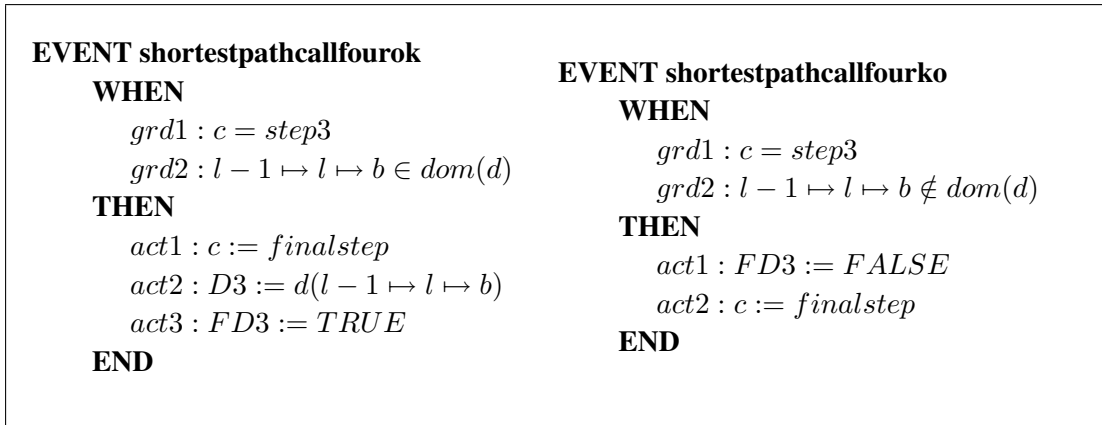 EVENT shortestpathcallfourok
WHEN
grd1 : c = step3
grd2 : l − 1 ↦ l ↦ b ∈ dom(d)
THEN
act1 : c := finalstep
act2 : D3 := d(l − 1 ↦ l ↦ b)
act3 : FD3 := TRUE
END
EVENT shortestpathcallfourko
WHEN
grd1 : c = step3
grd2 : l − 1 ↦ l ↦ b ∉ dom(d)
THEN
act1 : FD3 := FALSE
act2 : c := finalstep
END